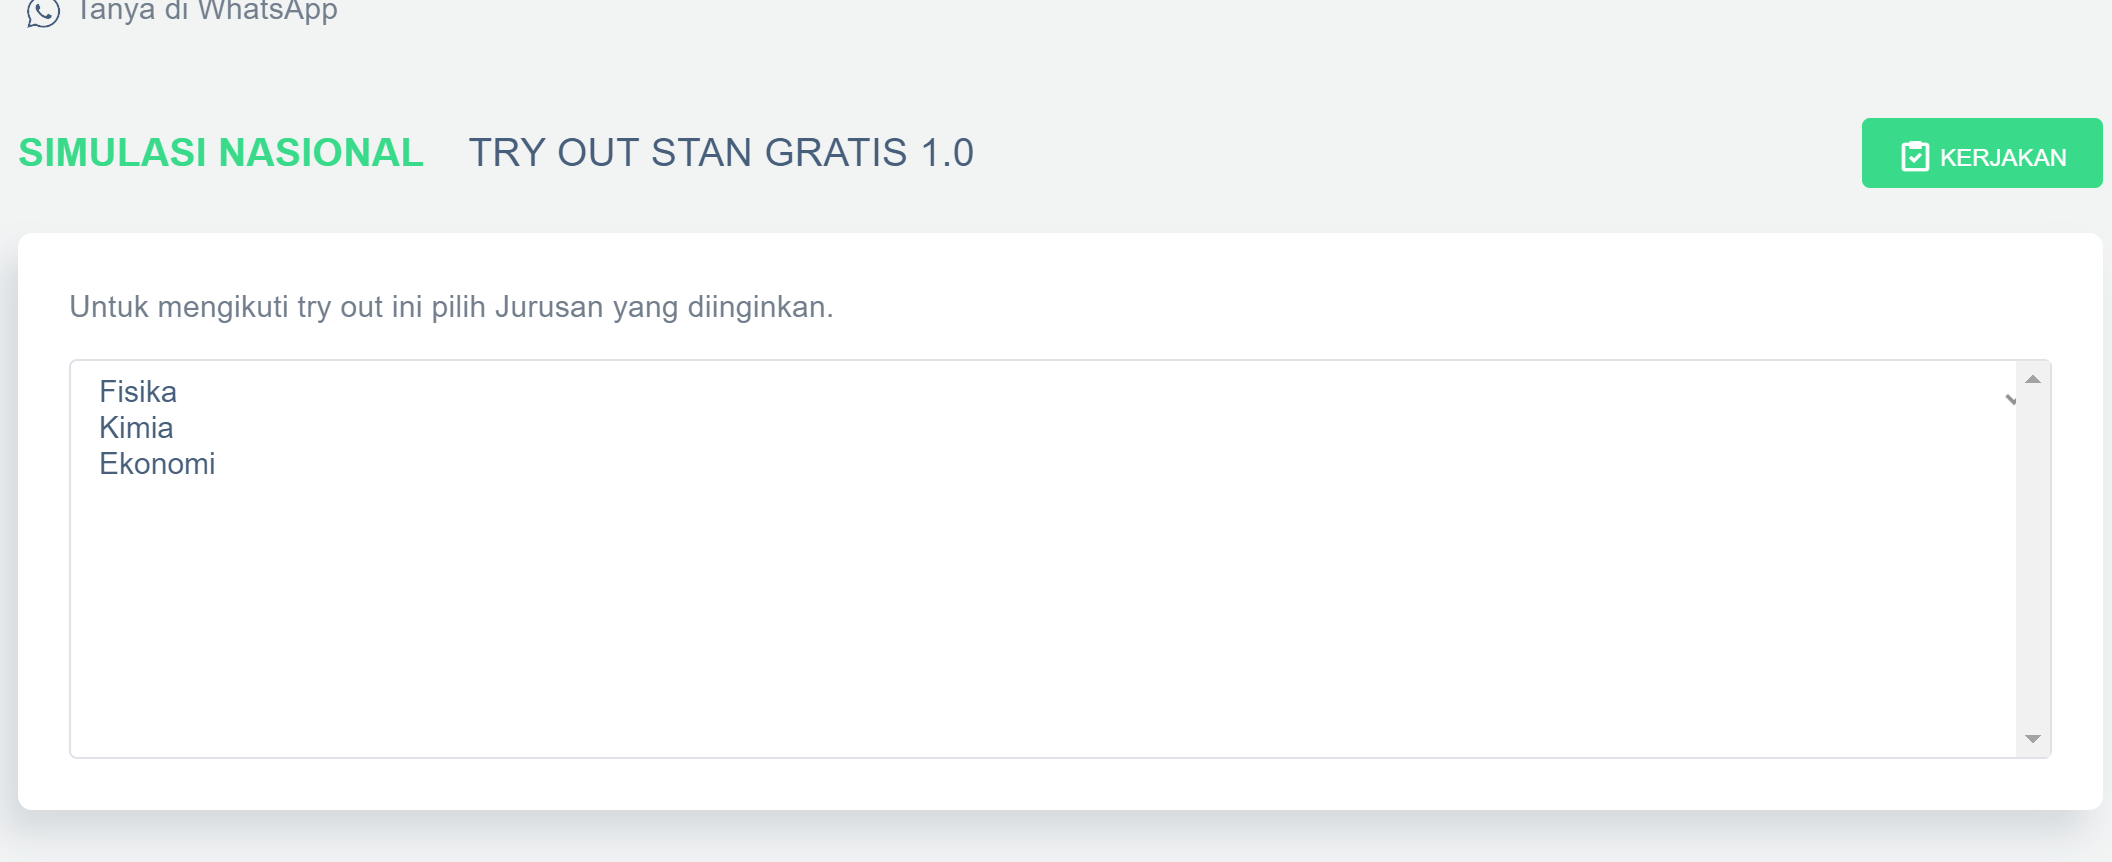 Tanya di WhatsApp
SIMULASI NASIONAL TRY OUT STAN GRATIS 1.0
KERJAKAN
Untuk mengikuti try out ini pilih Jurusan yang diinginkan.
Fisika
Kimia
Ekonomi